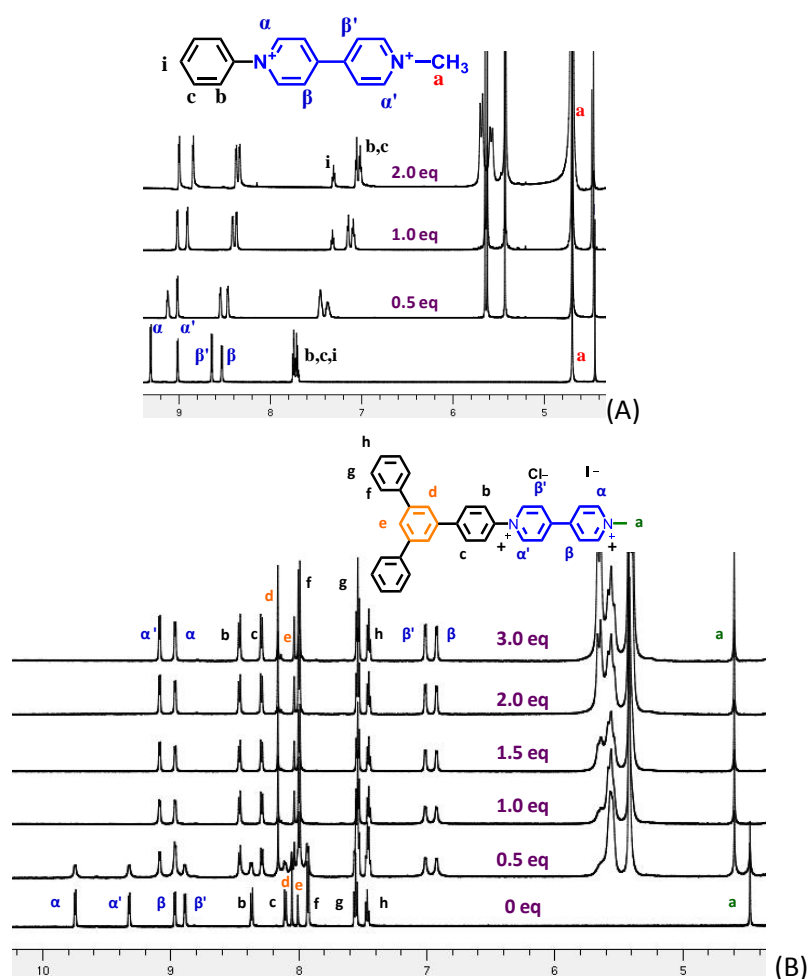 α β'
i N⁺ N⁺ CH₃
c b β α' a
a
b,c
i
2.0 eq
1.0 eq
0.5 eq
α α' β' β b,c,i a
9 8 7 6 5
(A)
h
g Cl⁻ I⁻
f d b β' α
e N N a
c + α' β + +
d f g
α' α b c e h β' β 3.0 eq a
2.0 eq
1.5 eq
1.0 eq
0.5 eq
α α' β β' b c d e f g h 0 eq a
10 9 8 7 6 5
(B)